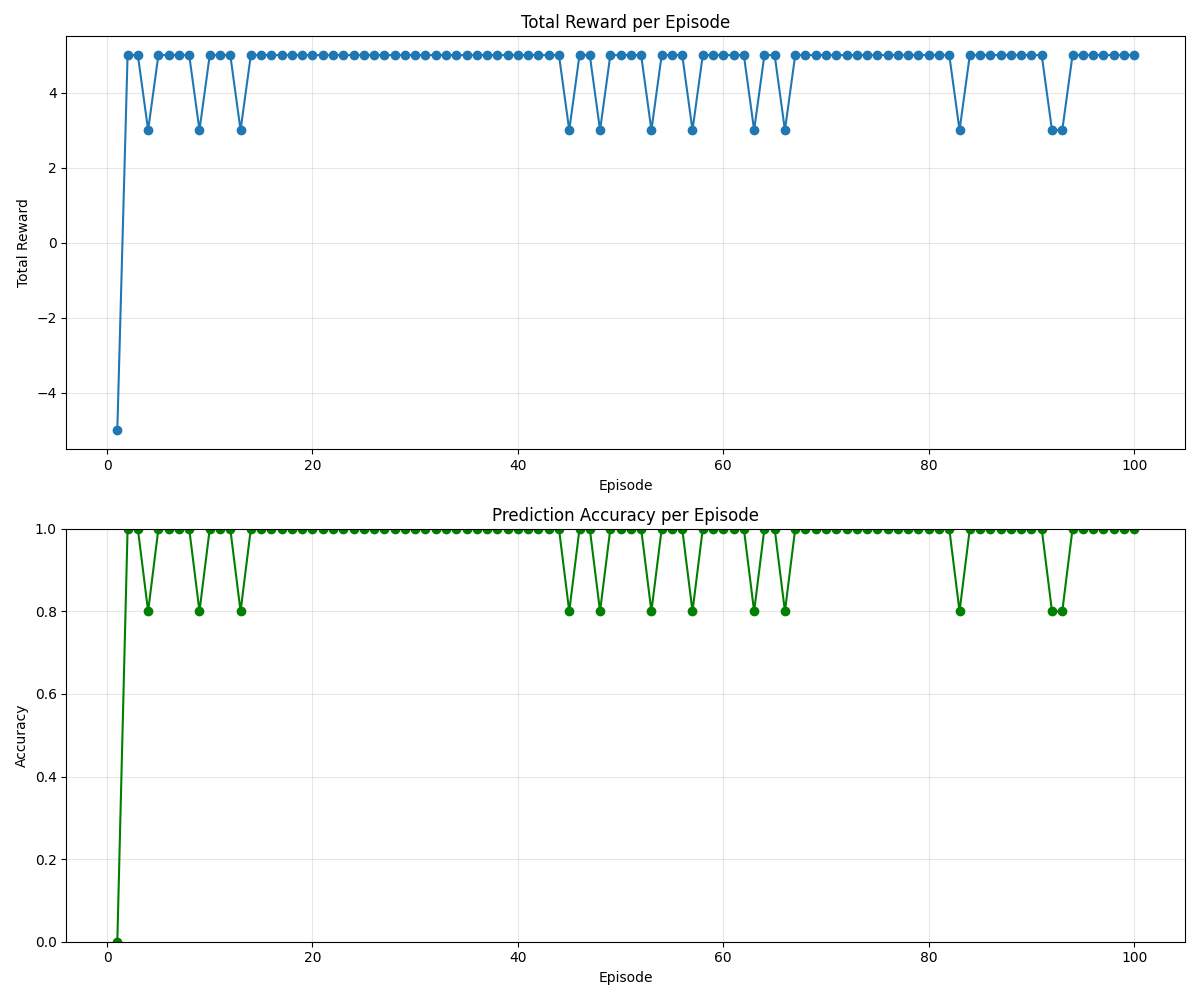 Total Reward per Episode
4
2
0
−2
−4
Total Reward
0 20 40 60 80 100
Episode
Prediction Accuracy per Episode
1.0
0.8
0.6
0.4
0.2
0.0
Accuracy
0 20 40 60 80 100
Episode